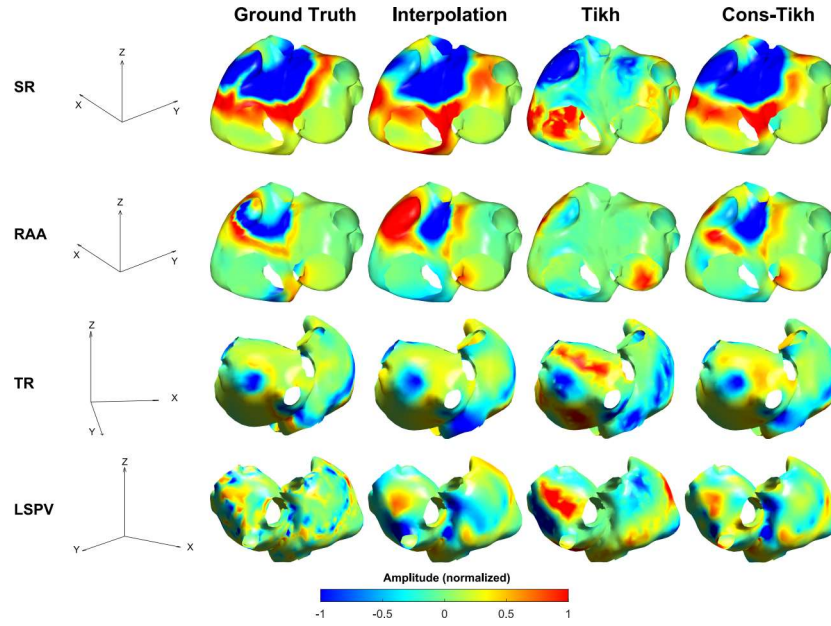 Ground Truth Interpolation Tikh Cons-Tikh
SR
Z
X
Y
RAA
Z
X
Y
TR
Z
X
Y
LSPV
Z
Y
X
Amplitude (normalized)
-1 -0.5 0 0.5 1